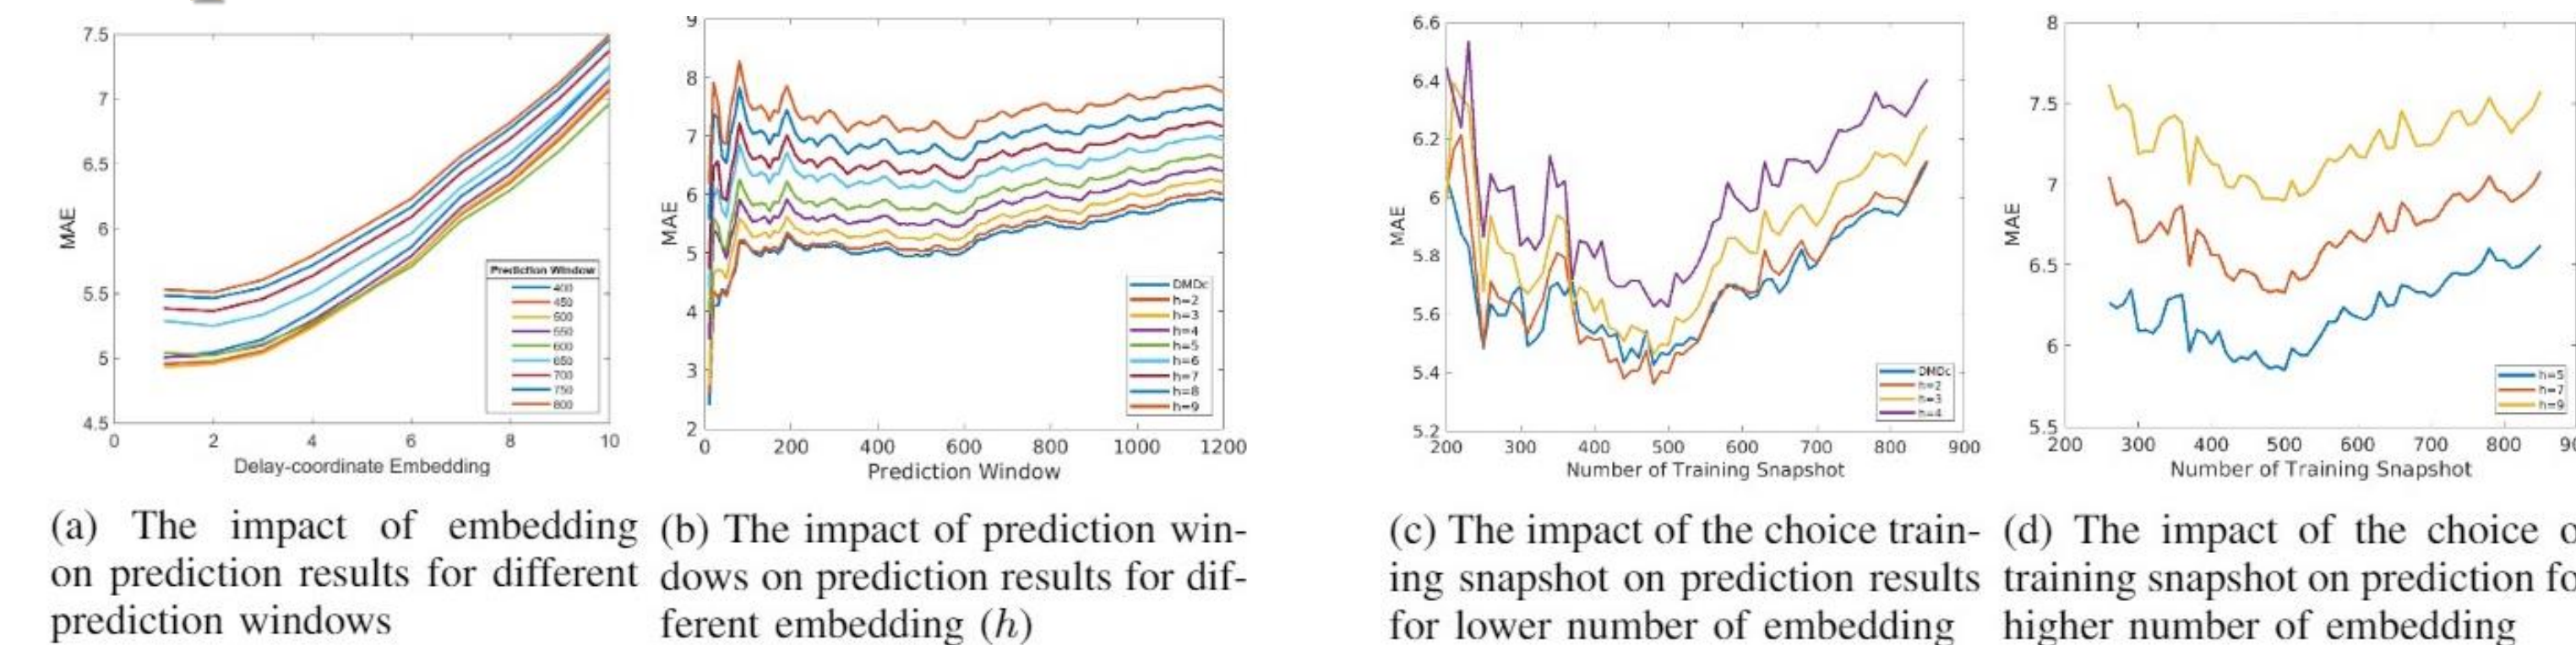 7.5
7
6.5
6
5.5
5
4.5
MAE
0 2 4 6 8 10
Delay-coordinate Embedding
Prediction Window
400
450
500
550
600
650
700
750
800
9
8
7
6
5
4
3
2
MAE
0 200 400 600 800 1000 1200
Prediction Window
DMDc
h=2
h=3
h=4
h=5
h=6
h=7
h=8
h=9
6.6
6.4
6.2
6
5.8
5.6
5.4
5.2
MAE
200 300 400 500 600 700 800 900
Number of Training Snapshot
DMDc
h=2
h=3
h=4
8
7.5
7
6.5
6
5.5
MAE
200 300 400 500 600 700 800 90
Number of Training Snapshot
h=5
h=7
h=9
(a) The impact of embedding
on prediction results for different
prediction windows
(b) The impact of prediction win-
dows on prediction results for dif-
ferent embedding (h)
(c) The impact of the choice train-
ing snapshot on prediction results
for lower number of embedding
(d) The impact of the choice o
training snapshot on prediction fo
higher number of embedding